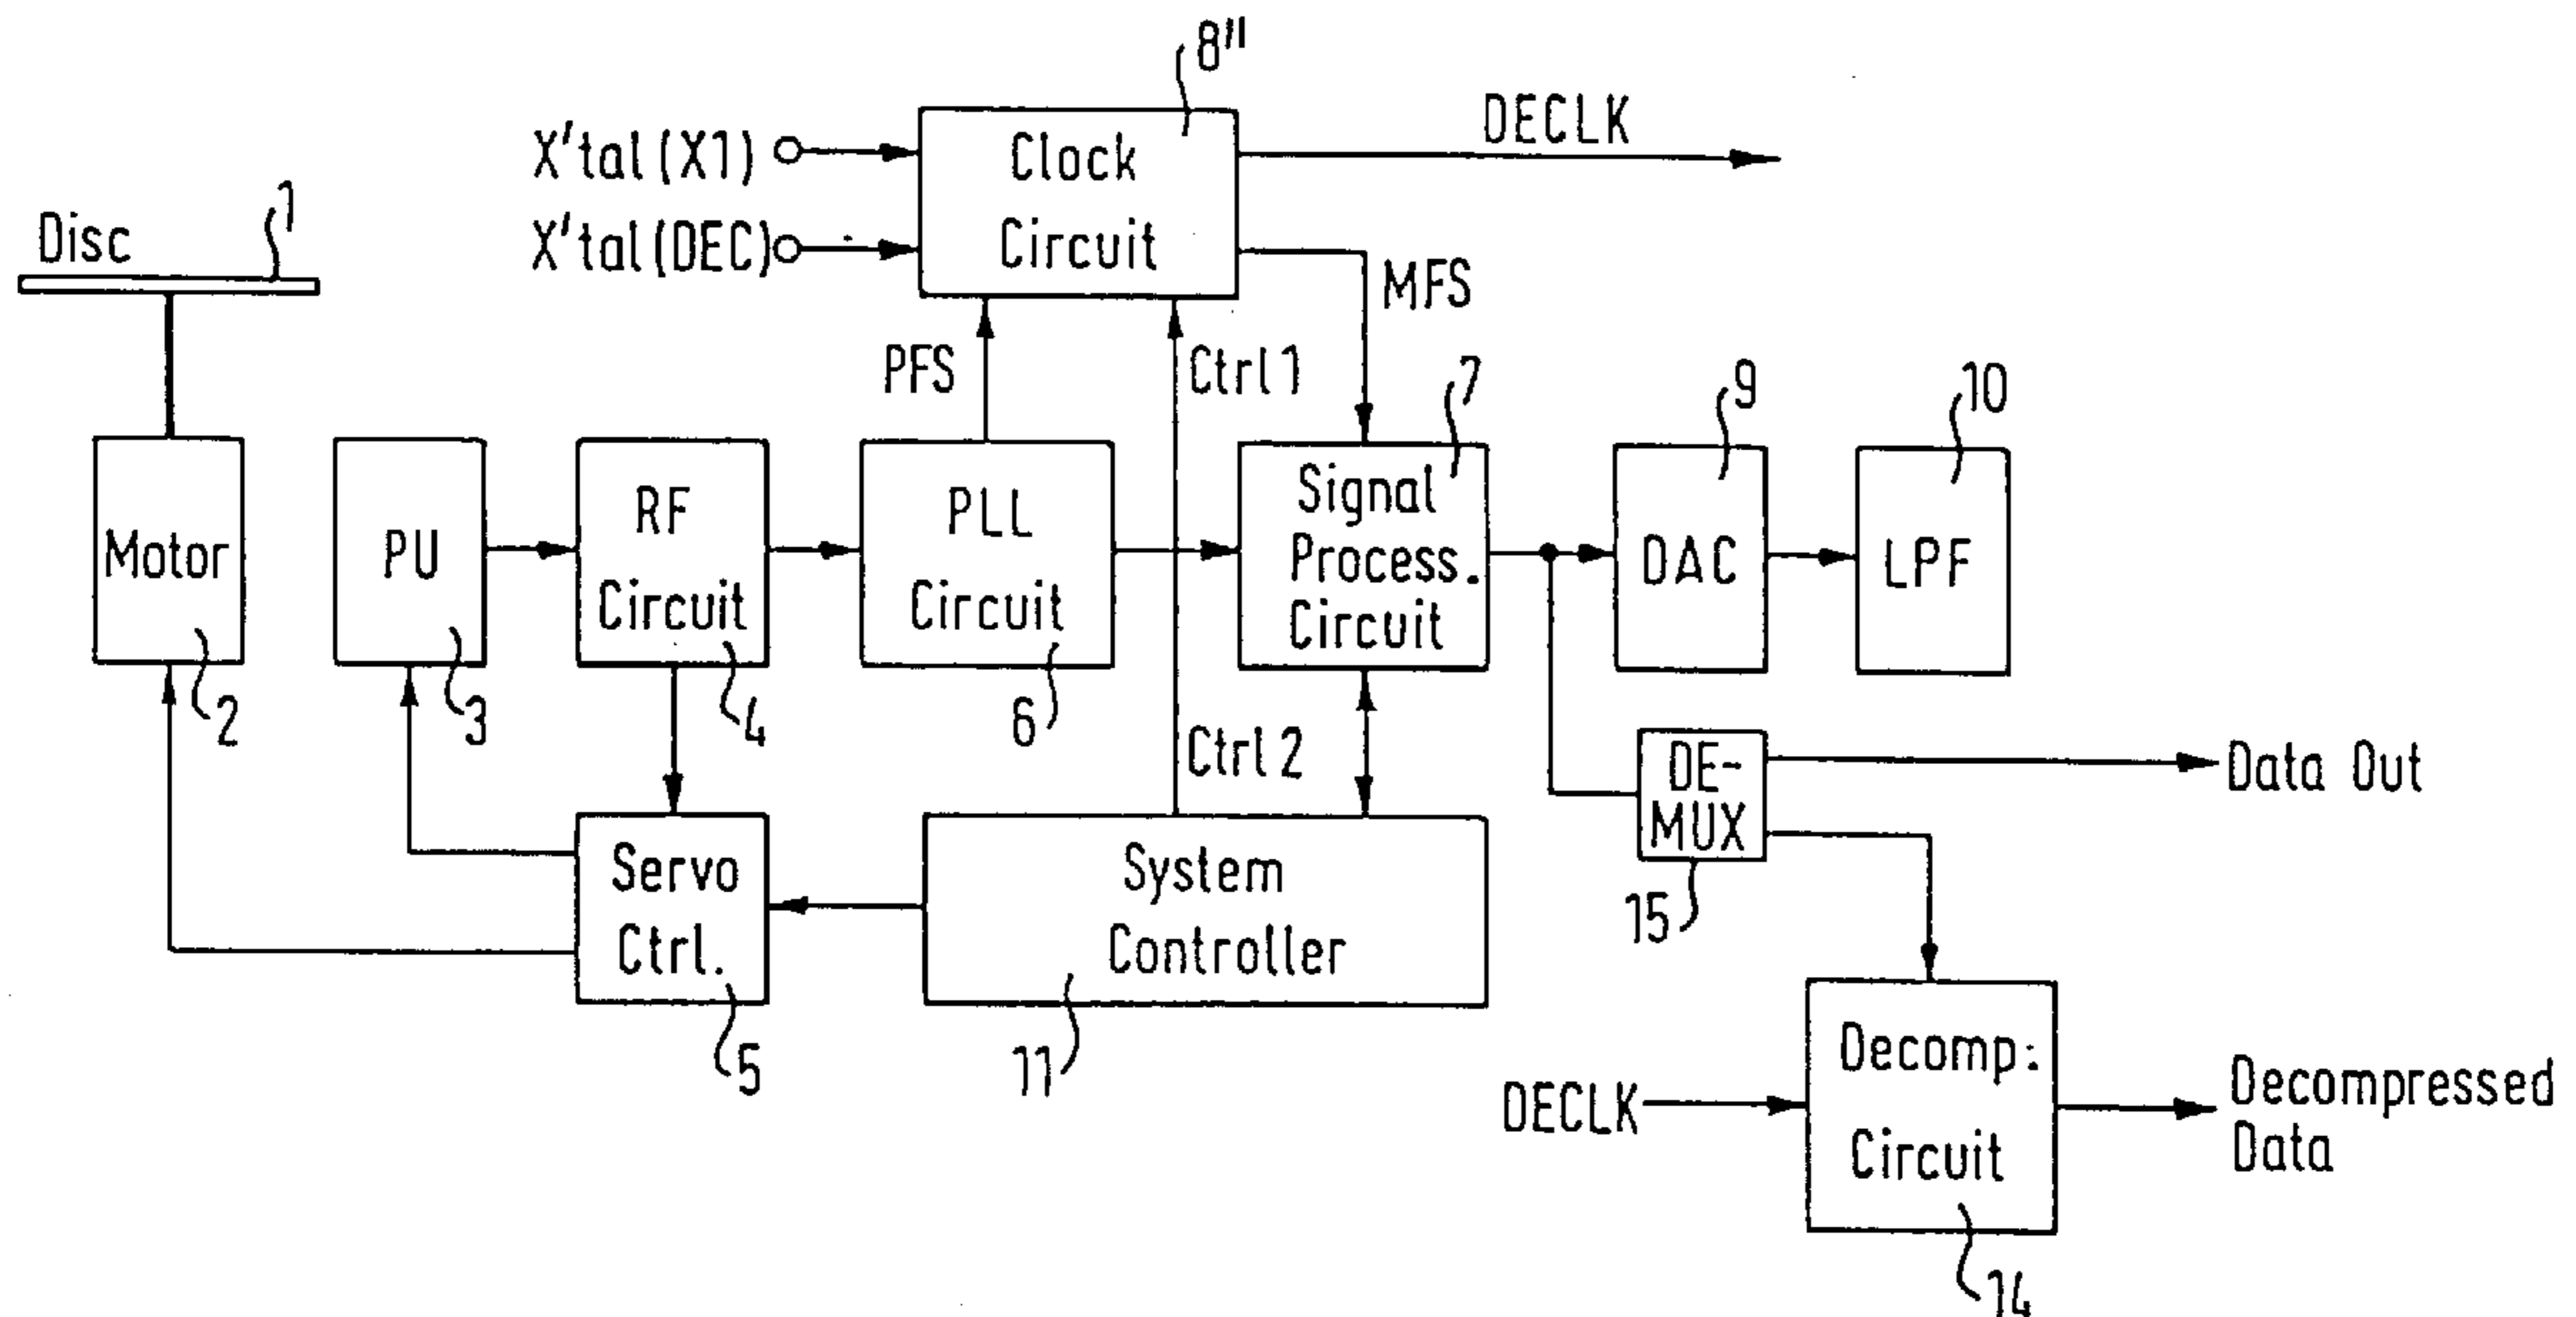 8"
DECLK
X'tal (X1)
Clock
Circuit
X'tal (DEC)
1
Disc
MFS
PFS
Ctrl 1
7
9
10
Motor
PU
RF
Circuit
PLL
Circuit
Signal
Process.
Circuit
DAC
LPF
2
3
4
6
Ctrl 2
DE-
MUX
Data Out
15
Servo
Ctrl.
System
Controller
5
11
Decomp.
Circuit
DECLK
Decompressed
Data
14